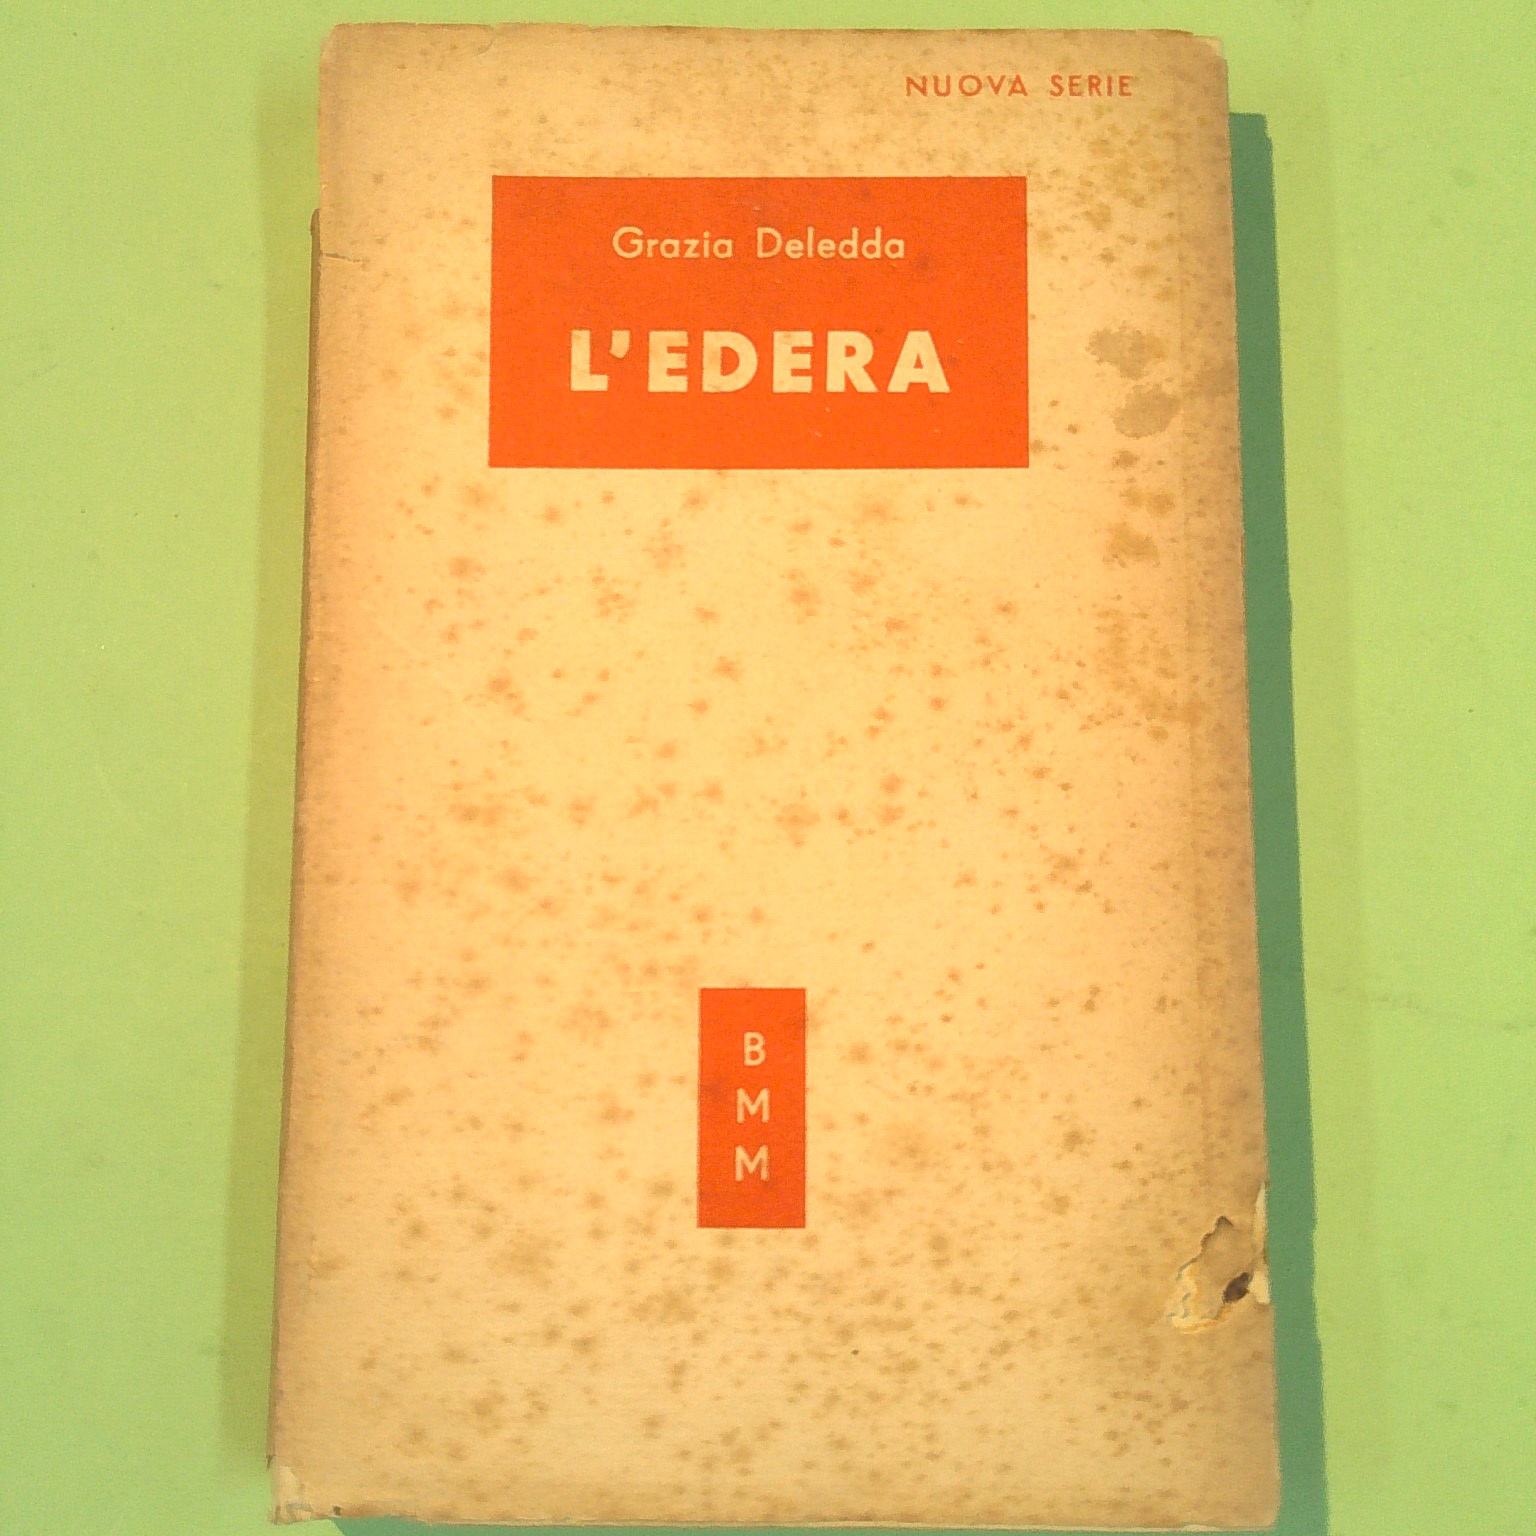 NUOVA SERIE
Grazia Deledda
L'EDERA
B
M
M